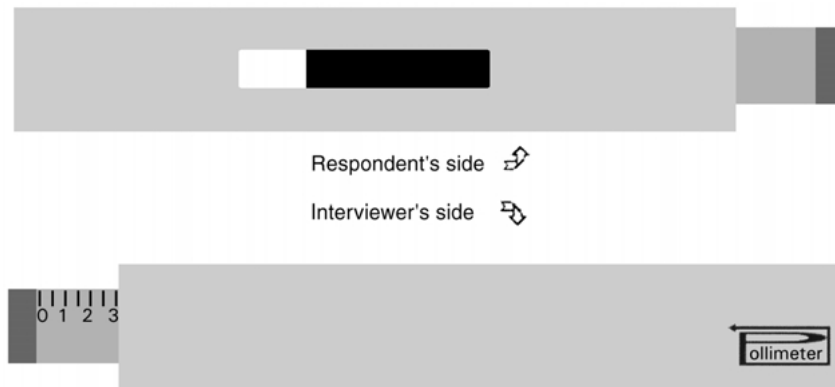 Respondent's side
Interviewer's side
0 1 2 3
Pollimeter